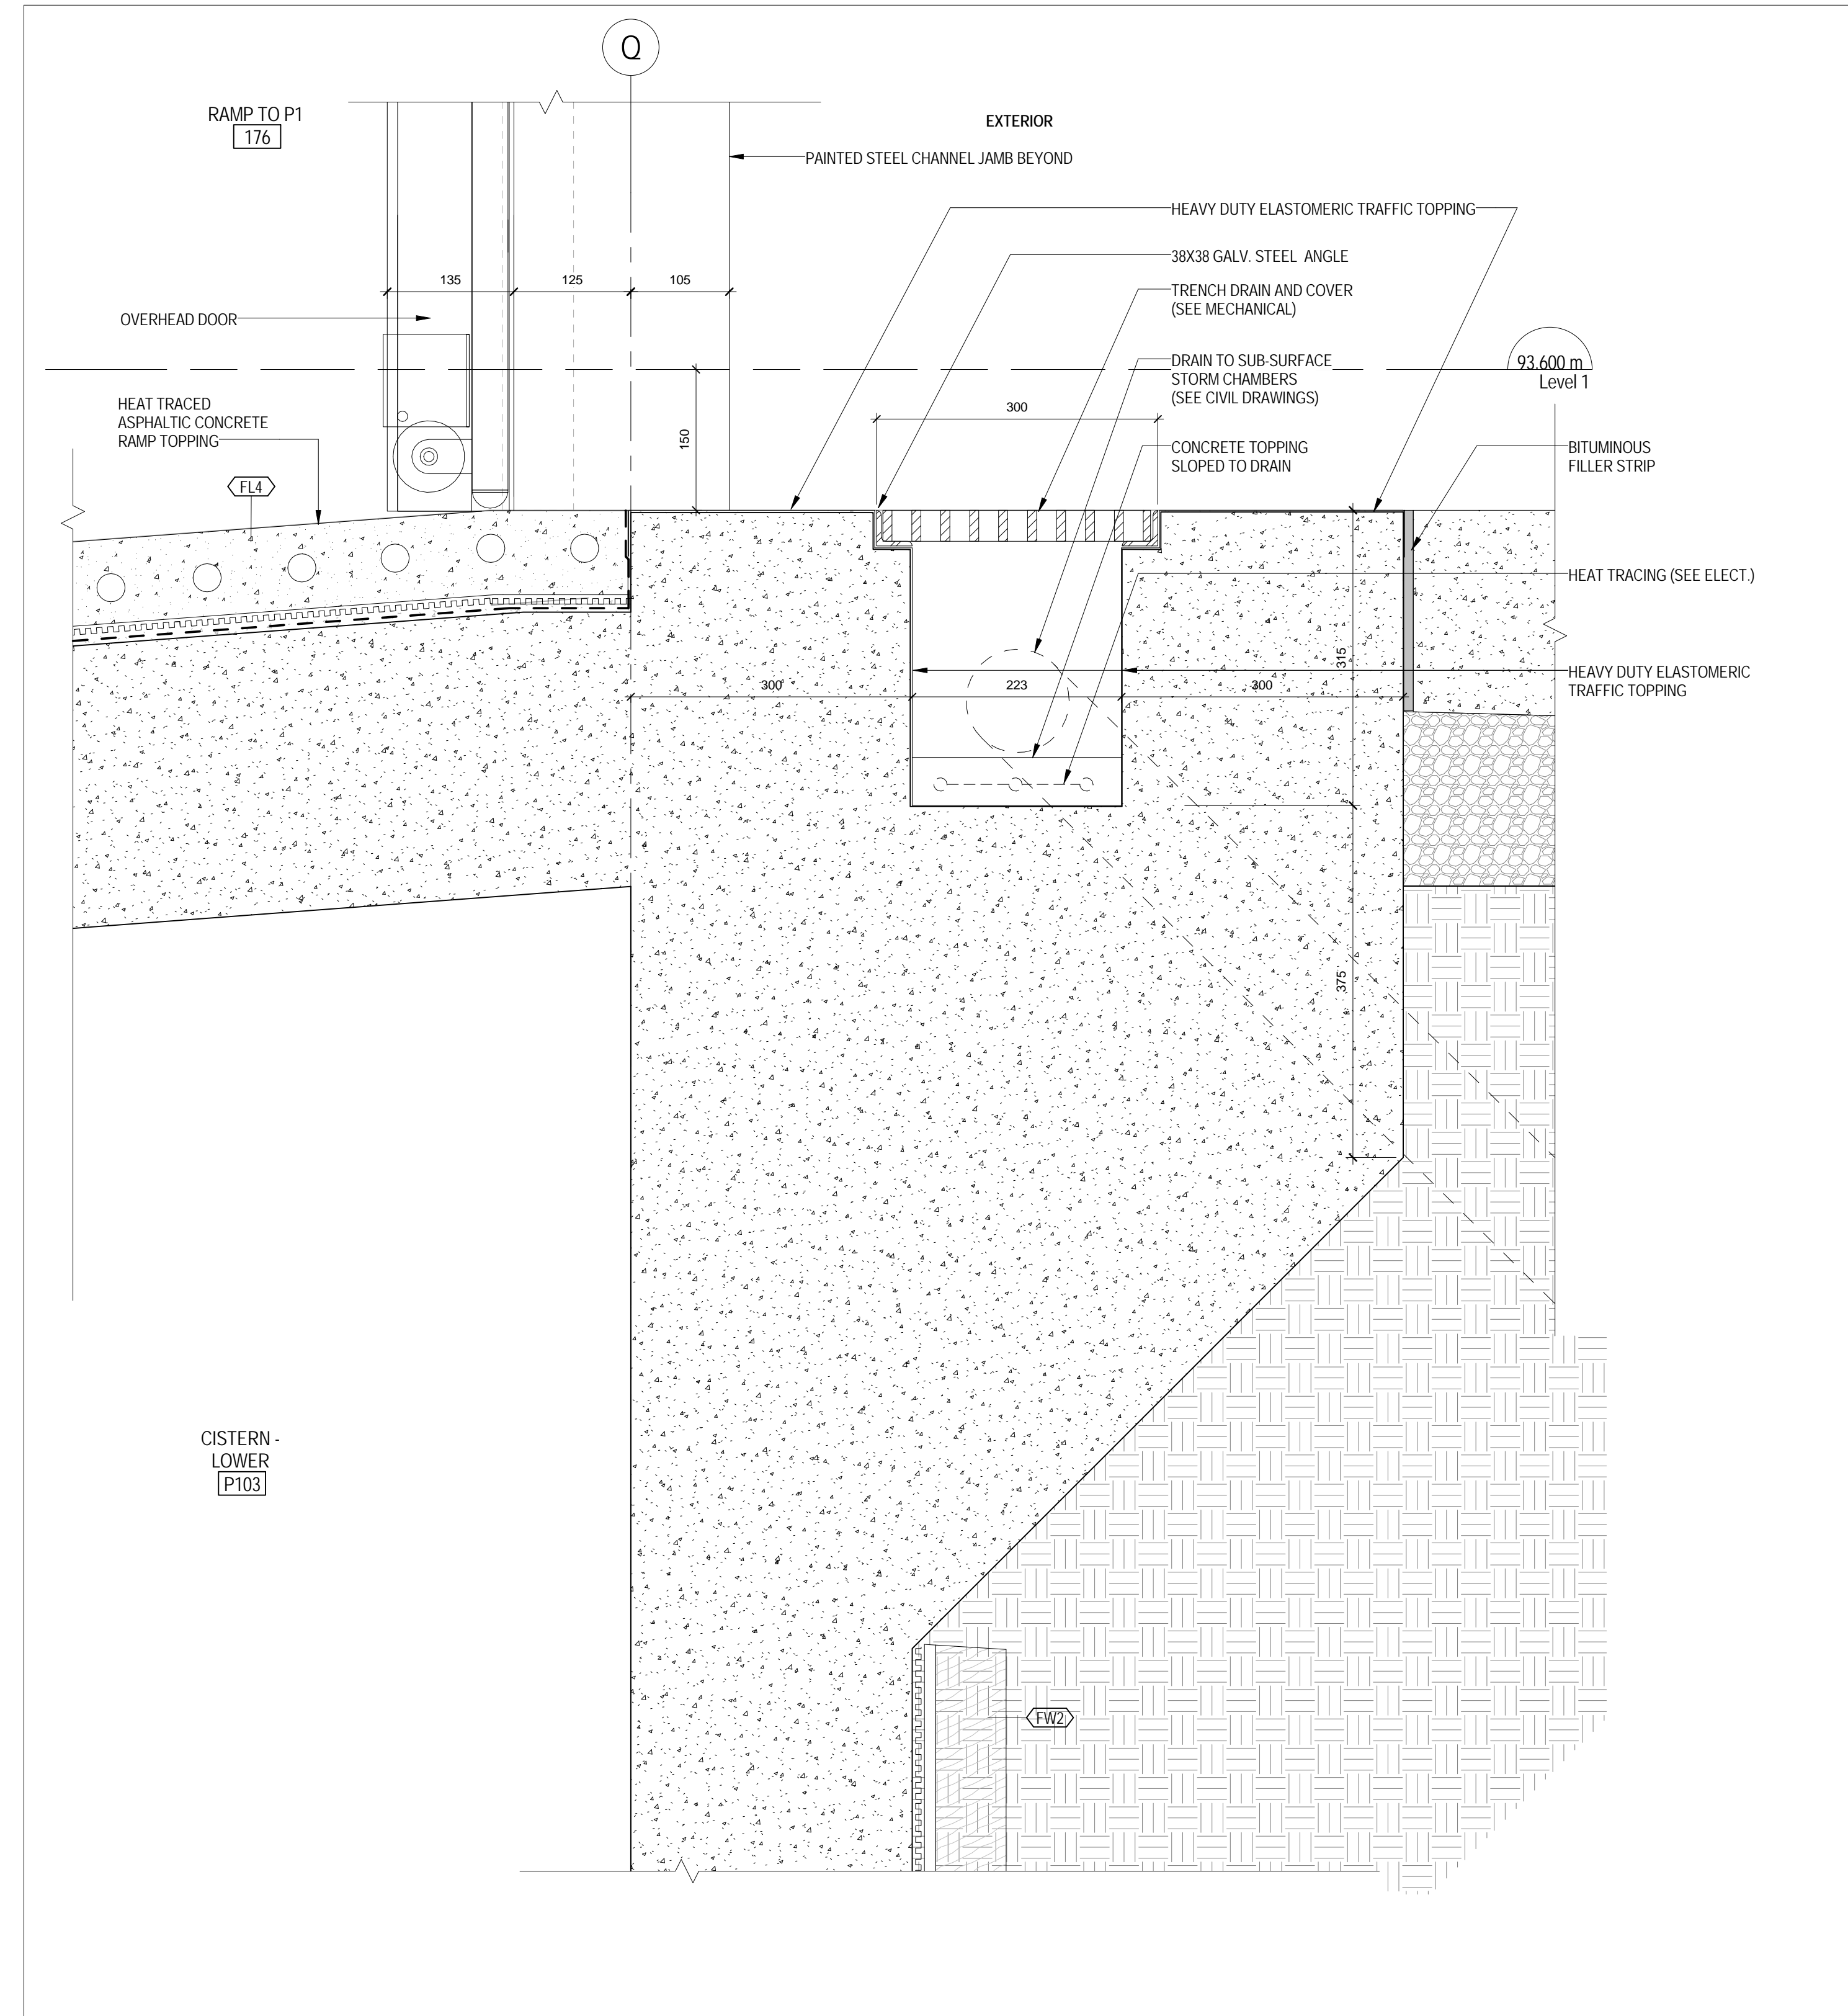 Q
RAMP TO P1
176
EXTERIOR
PAINTED STEEL CHANNEL JAMB BEYOND
HEAVY DUTY ELASTOMERIC TRAFFIC TOPPING
38X38 GALV. STEEL ANGLE
135
125
105
TRENCH DRAIN AND COVER
(SEE MECHANICAL)
OVERHEAD DOOR
DRAIN TO SUB-SURFACE
STORM CHAMBERS
(SEE CIVIL DRAWINGS)
93.600 m
Level 1
HEAT TRACED
ASPHALTIC CONCRETE
RAMP TOPPING
300
150
CONCRETE TOPPING
SLOPED TO DRAIN
BITUMINOUS
FILLER STRIP
FL4
HEAT TRACING (SEE ELECT.)
315
HEAVY DUTY ELASTOMERIC
TRAFFIC TOPPING
300
223
300
375
CISTERN -
LOWER
P103
FW2